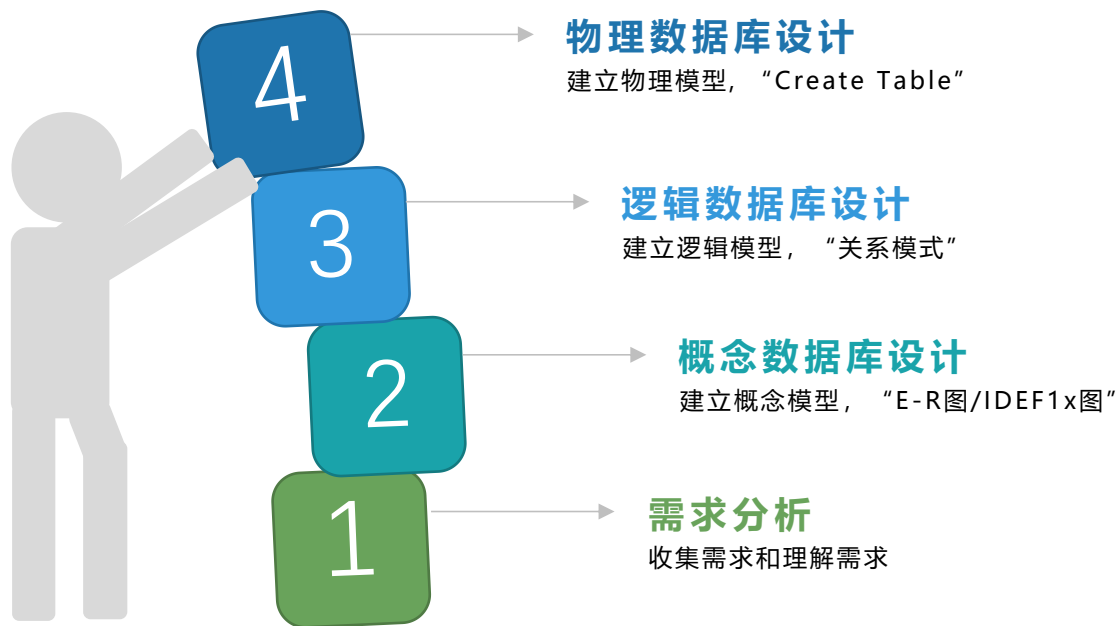 4
物理数据库设计
建立物理模型，“Create Table”
3
逻辑数据库设计
建立逻辑模型，“关系模式”
2
概念数据库设计
建立概念模型，“E-R图/IDEF1x图”
1
需求分析
收集需求和理解需求